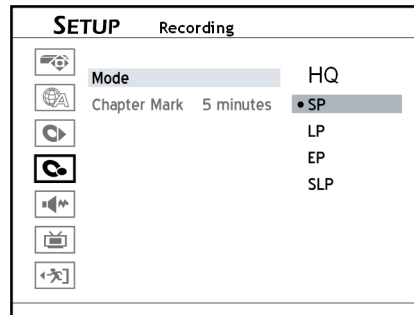 SETUP Recording
Mode
HQ
Chapter Mark 5 minutes
• SP
LP
EP
SLP